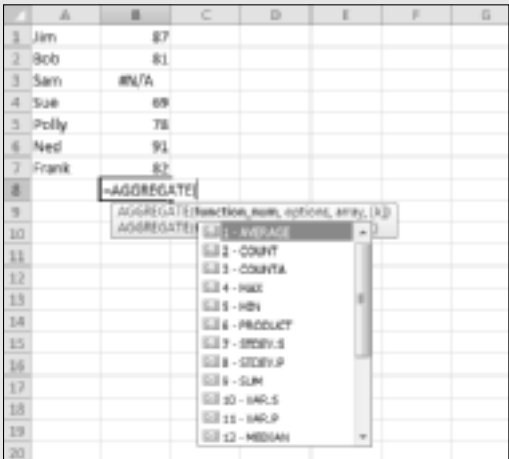 A B C D E F G
1 Jim 87
2 Bob 81
3 Sam #N/A
4 Sue 69
5 Polly 78
6 Ned 91
7 Frank 82
8 =AGGREGATE(
9 AGGREGATE(function_num, options, array, [k])
10 AGGREGATE(
1 - AVERAGE
11 2 - COUNT
12 3 - COUNTA
13 4 - MAX
5 - MIN
14 6 - PRODUCT
15 7 - STDEV.S
16 8 - STDEV.P
17 9 - SUM
18 10 - VAR.S
19 11 - VAR.P
20 12 - MEDIAN